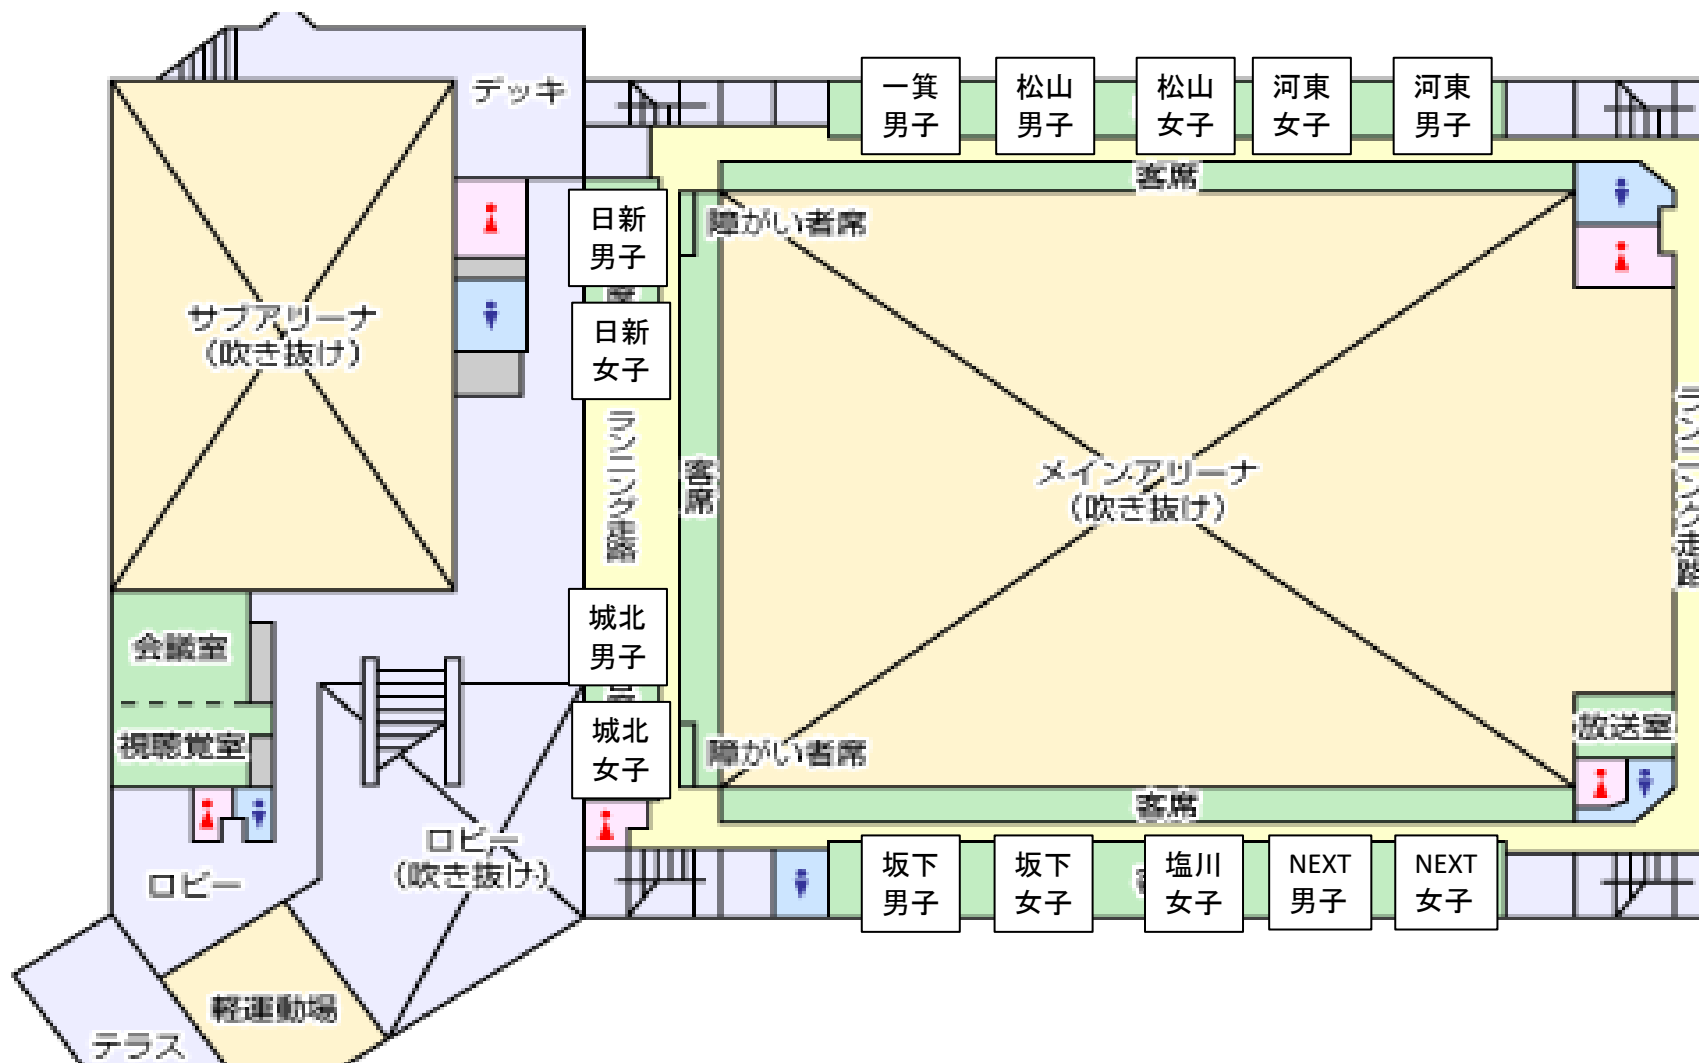 デッキ
一箕
男子
松山
男子
松山
女子
河東
女子
河東
男子
客席
日新
男子
障がい者席
席
日新
女子
サブアリーナ
(吹き抜け)
ランニング走路
客席
メインアリーナ
(吹き抜け)
ランニング走路
城北
男子
会議室
席
城北
女子
視聴覚室
障がい者席
放送室
客席
ロビー
(吹き抜け)
ロビー
坂下
男子
坂下
女子
塩川
女子
NEXT
男子
NEXT
女子
軽運動場
テラス